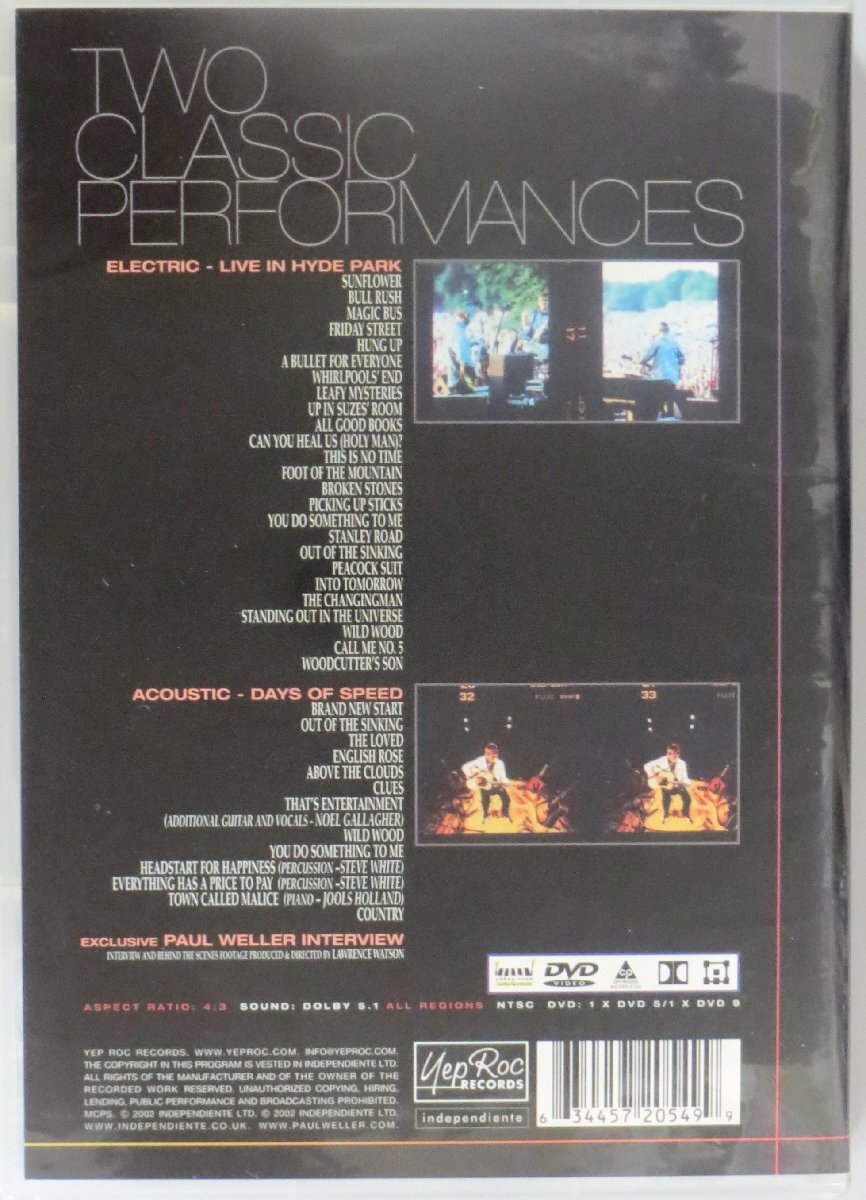 TWO
CLASSIC
PERFORMANCES
ELECTRIC - LIVE IN HYDE PARK
SUNFLOWER
BULL RUSH
MAGIC BUS
FRIDAY STREET
HUNG UP
A BULLET FOR EVERYONE
WHIRLPOOLS' END
LEAFY MYSTERIES
UP IN SUZES' ROOM
ALL GOOD BOOKS
CAN YOU HEAL US (HOLY MAN)?
THIS IS NO TIME
FOOT OF THE MOUNTAIN
BROKEN STONES
PICKING UP STICKS
YOU DO SOMETHING TO ME
STANLEY ROAD
OUT OF THE SINKING
PEACOCK SUIT
INTO TOMORROW
THE CHANGINGMAN
STANDING OUT IN THE UNIVERSE
WILD WOOD
CALL ME NO. 5
WOODCUTTER'S SON
ACOUSTIC - DAYS OF SPEED
BRAND NEW START
OUT OF THE SINKING
THE LOVED
ENGLISH ROSE
ABOVE THE CLOUDS
CLUES
THAT'S ENTERTAINMENT
(ADDITIONAL GUITAR AND VOCALS - NOEL GALLAGHER)
WILD WOOD
YOU DO SOMETHING TO ME
HEADSTART FOR HAPPINESS (PERCUSSION -STEVE WHITE)
EVERYTHING HAS A PRICE TO PAY (PERCUSSION -STEVE WHITE)
TOWN CALLED MALICE (PIANO - JOOLS HOLLAND)
COUNTRY
32 33
EXCLUSIVE PAUL WELLER INTERVIEW
INTERVIEW AND BEHIND THE SCENES FOOTAGE PRODUCED & DIRECTED BY LAWRENCE WATSON
DVD
VIDEO
ASPECT RATIO: 4:3 SOUND: DOLBY 5.1 ALL REGIONS NTSC DVD: 1 X DVD 5/1 X DVD 9
YEP ROC RECORDS. WWW.YEPROC.COM. INFO@YEPROC.COM.
THE COPYRIGHT IN THIS PROGRAM IS VESTED IN INDEPENDIENTE LTD.
ALL RIGHTS OF THE MANUFACTURER AND OF THE OWNER OF THE
RECORDED WORK RESERVED. UNAUTHORIZED COPYING, HIRING,
LENDING, PUBLIC PERFORMANCE AND BROADCASTING PROHIBITED.
MCPS. © 2002 INDEPENDIENTE LTD. © 2002 INDEPENDIENTE LTD.
WWW.INDEPENDIENTE.CO.UK. WWW.PAULWELLER.COM.
Yep Roc
RECORDS
independiente
6 34457 20549 9